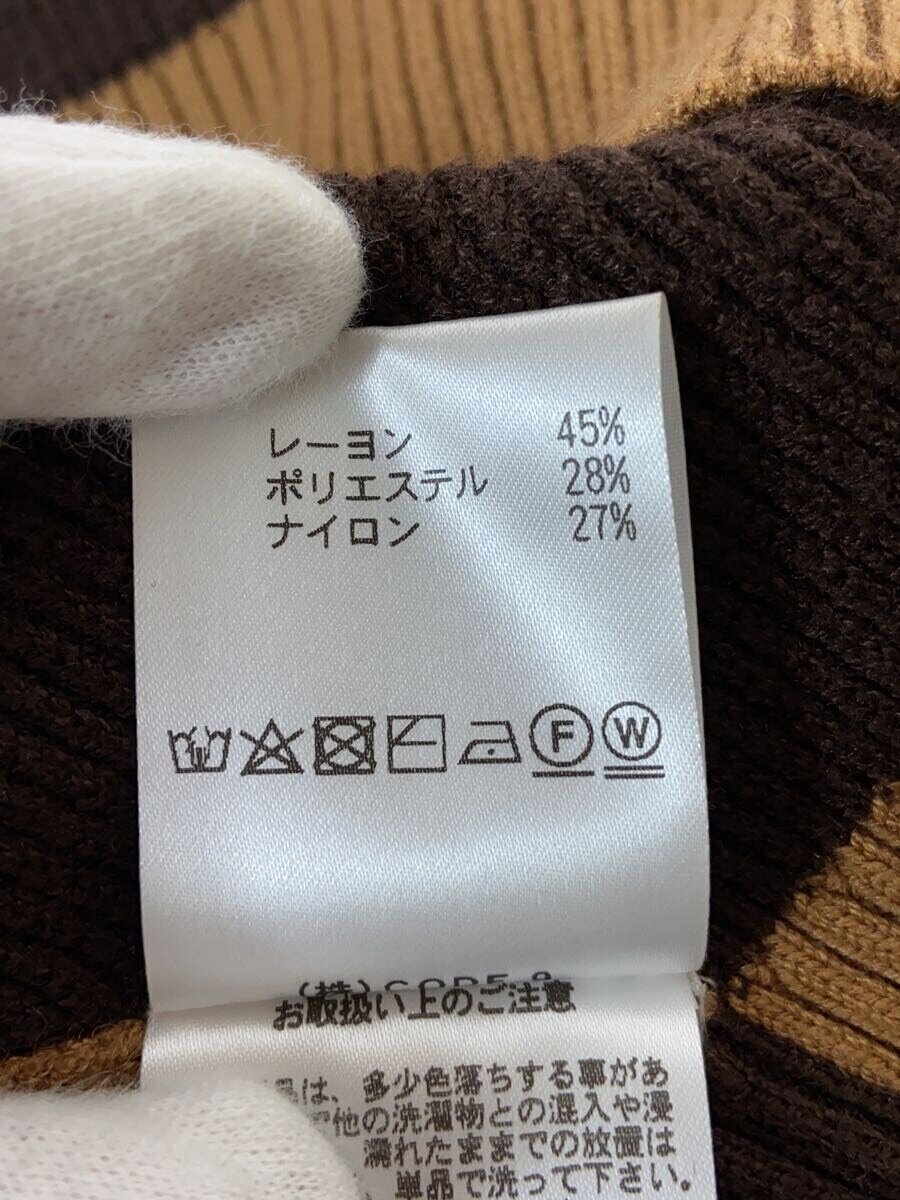 レーヨン 45%
ポリエステル 28%
ナイロン 27%
F W
お取扱い上のご注意
品は、多少色落ちする事があ
他の洗濯物との混入や浸
濡れたままでの放置は
単品で洗って下さい。